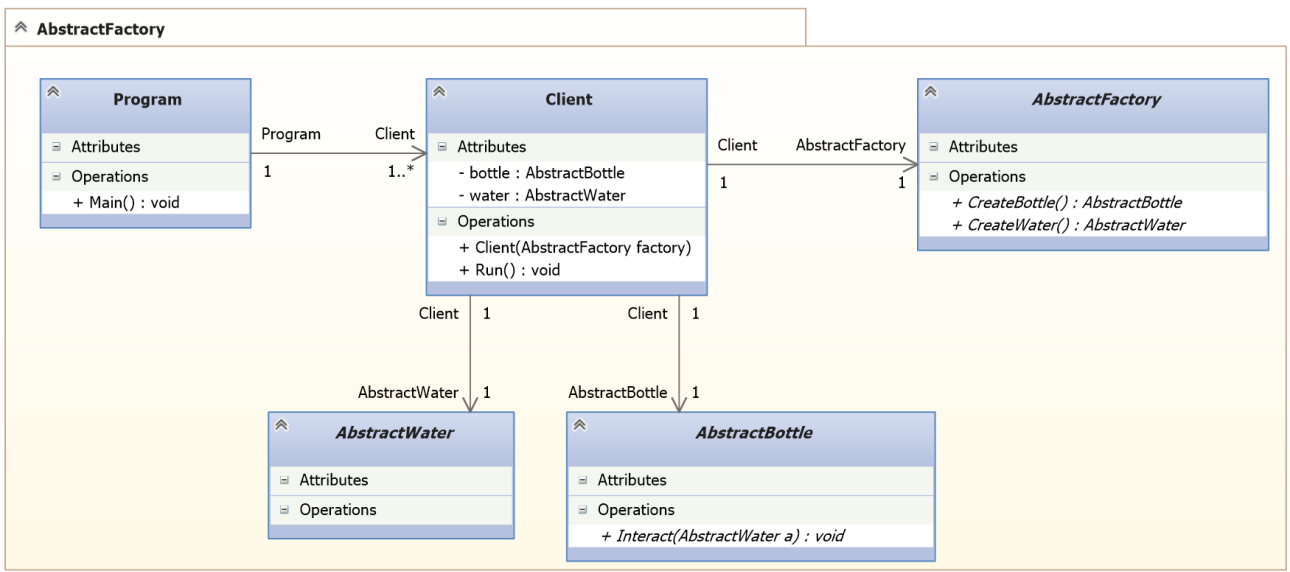 AbstractFactory
Program
Attributes
Operations
+ Main() : void
Program
Client
1
1..*
Client
Attributes
- bottle : AbstractBottle
- water : AbstractWater
Operations
+ Client(AbstractFactory factory)
+ Run() : void
Client
AbstractFactory
1
1
AbstractFactory
Attributes
Operations
+ CreateBottle() : AbstractBottle
+ CreateWater() : AbstractWater
Client
1
AbstractWater
1
Client
1
AbstractBottle
1
AbstractWater
Attributes
Operations
AbstractBottle
Attributes
Operations
+ Interact(AbstractWater a) : void